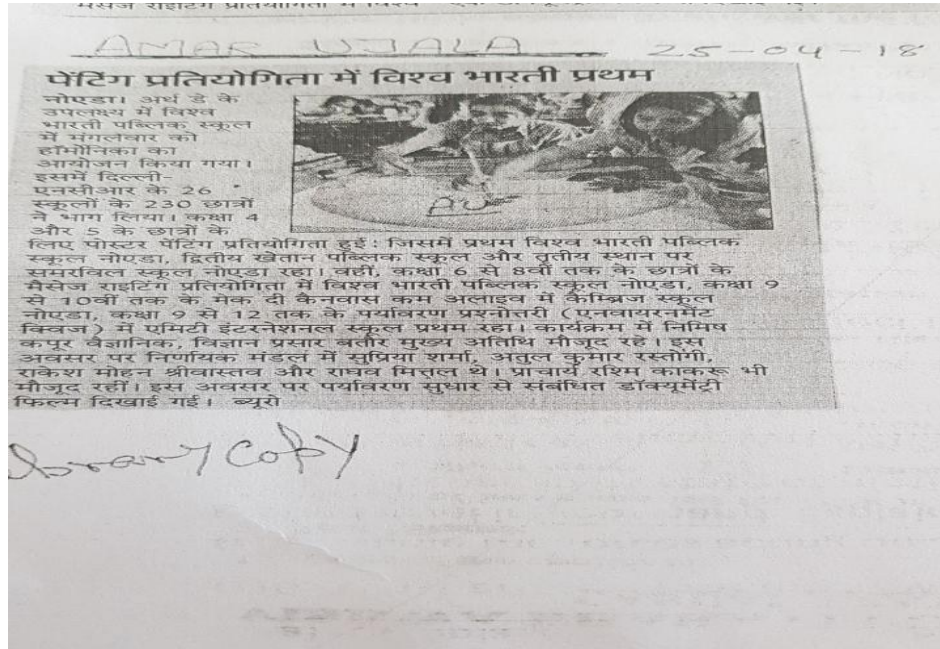 मैसेज राइटिंग प्रतियोगिता में विश्व
AMAR UJALA 25-04-18
पेंटिंग प्रतियोगिता में विश्व भारती प्रथम
नोएडा। अर्थ डे के
उपलक्ष्य में विश्व
भारती पब्लिक स्कूल
में मंगलवार को
हॉर्मोनिका का
आयोजन किया गया।
इसमें दिल्ली-
एनसीआर के 26
स्कूलों के 230 छात्रों
ने भाग लिया। कक्षा 4
और 5 के छात्रों के
लिए पोस्टर पेंटिंग प्रतियोगिता हुई। जिसमें प्रथम विश्व भारती पब्लिक
स्कूल नोएडा, द्वितीय खेतान पब्लिक स्कूल और तृतीय स्थान पर
समरविल स्कूल नोएडा रहा। वहीं, कक्षा 6 से 8वीं तक के छात्रों के
मैसेज राइटिंग प्रतियोगिता में विश्व भारती पब्लिक स्कूल नोएडा, कक्षा 9
से 10वीं तक के मेक दी कैनवास कम अलाइव में कैम्ब्रिज स्कूल
नोएडा, कक्षा 9 से 12 तक के पर्यावरण प्रश्नोत्तरी (एनवायरनमेंट
क्विज) में एमिटी इंटरनेशनल स्कूल प्रथम रहा। कार्यक्रम में निमिष
कपूर वैज्ञानिक, विज्ञान प्रसार बतौर मुख्य अतिथि मौजूद रहे। इस
अवसर पर निर्णायक मंडल में सुप्रिया शर्मा, अतुल कुमार रस्तोगी,
राकेश मोहन श्रीवास्तव और राघव मित्तल थे। प्राचार्य रश्मि काकरू भी
मौजूद रहीं। इस अवसर पर पर्यावरण सुधार से संबंधित डॉक्यूमेंट्री
फिल्म दिखाई गई। ब्यूरो
library Copy